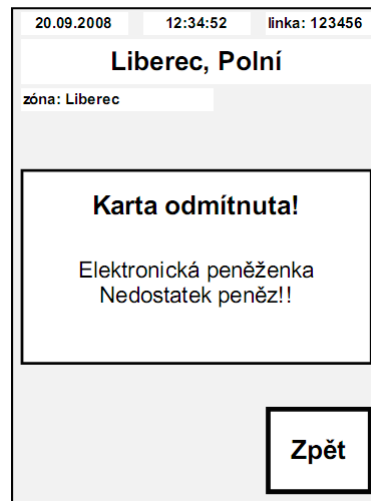 20.09.2008 12:34:52 linka: 123456
Liberec, Polní
zóna: Liberec
Karta odmítnuta!
Elektronická peněženka
Nedostatek peněz!!
Zpět